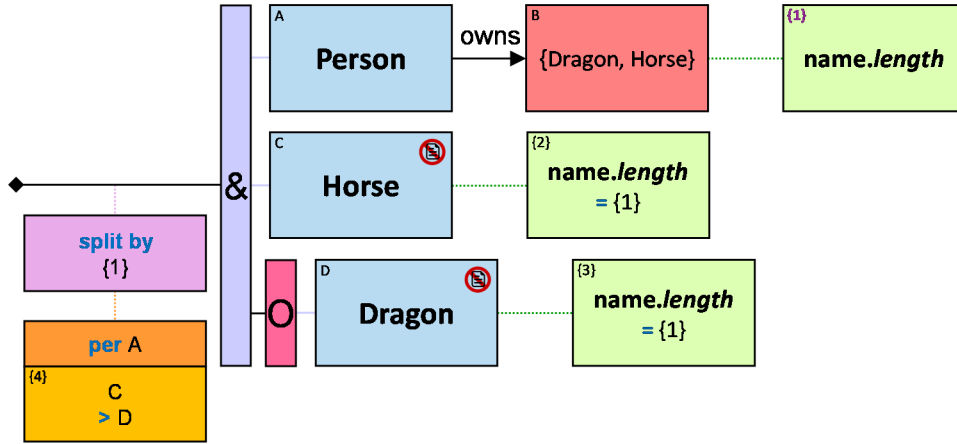 A
Person
owns
B
{Dragon, Horse}
{1}
name.length
&
C
Horse
{2}
name.length
= {1}
split by
{1}
O
D
Dragon
{3}
name.length
= {1}
per A
{4}
C
> D